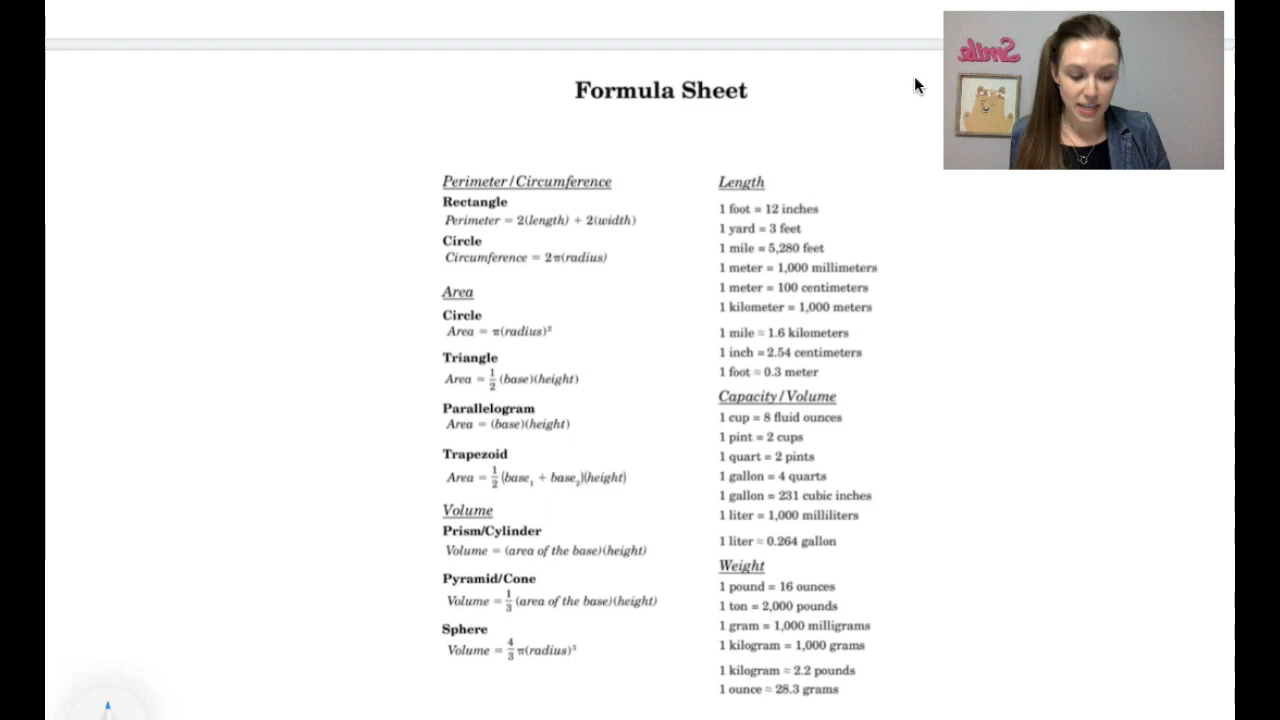 Formula Sheet
Smile
Perimeter/Circumference
Rectangle
Perimeter = 2(length) + 2(width)
Circle
Circumference = 2π(radius)
Area
Circle
Area = π(radius)²
Triangle
Area = 1/2 (base)(height)
Parallelogram
Area = (base)(height)
Trapezoid
Area = 1/2 (base₁ + base₂)(height)
Volume
Prism/Cylinder
Volume = (area of the base)(height)
Pyramid/Cone
Volume = 1/3 (area of the base)(height)
Sphere
Volume = 4/3 π(radius)³
Length
1 foot = 12 inches
1 yard = 3 feet
1 mile = 5,280 feet
1 meter = 1,000 millimeters
1 meter = 100 centimeters
1 kilometer = 1,000 meters
1 mile ≈ 1.6 kilometers
1 inch = 2.54 centimeters
1 foot ≈ 0.3 meter
Capacity/Volume
1 cup = 8 fluid ounces
1 pint = 2 cups
1 quart = 2 pints
1 gallon = 4 quarts
1 gallon = 231 cubic inches
1 liter = 1,000 milliliters
1 liter ≈ 0.264 gallon
Weight
1 pound = 16 ounces
1 ton = 2,000 pounds
1 gram = 1,000 milligrams
1 kilogram = 1,000 grams
1 kilogram ≈ 2.2 pounds
1 ounce ≈ 28.3 grams